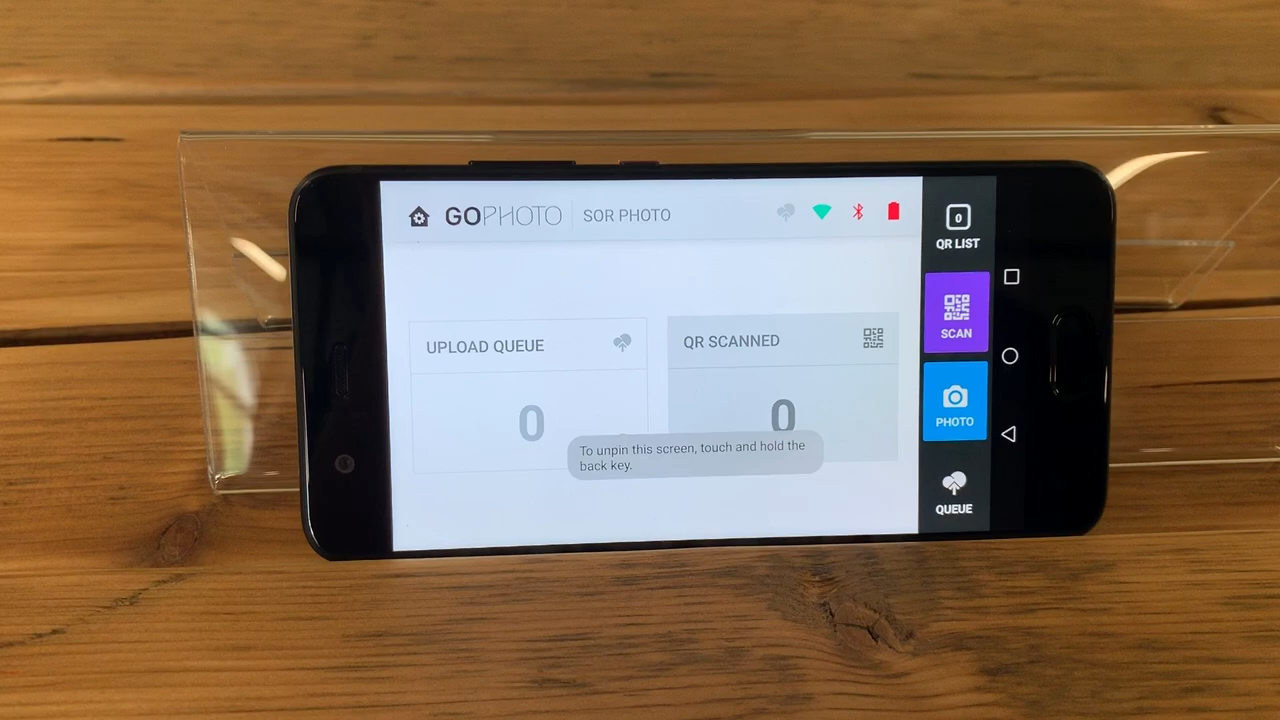 GOPHOTO
SOR PHOTO
UPLOAD QUEUE
0
QR SCANNED
0
To unpin this screen, touch and hold the
back key.
0
QR LIST
SCAN
PHOTO
QUEUE